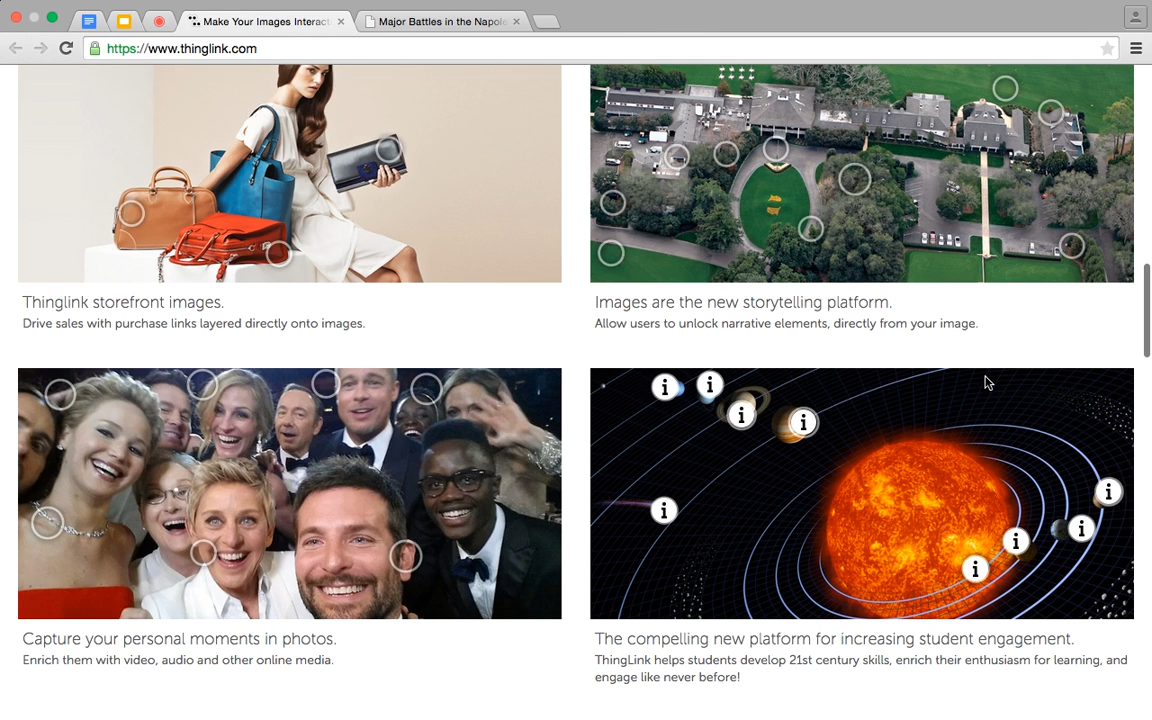 Make Your Images Interact
Major Battles in the Napole
https://www.thinglink.com
Thinglink storefront images.
Drive sales with purchase links layered directly onto images.
Images are the new storytelling platform.
Allow users to unlock narrative elements, directly from your image.
i
i
i
i
i
i
i
i
i
Capture your personal moments in photos.
Enrich them with video, audio and other online media.
The compelling new platform for increasing student engagement.
ThingLink helps students develop 21st century skills, enrich their enthusiasm for learning, and
engage like never before!